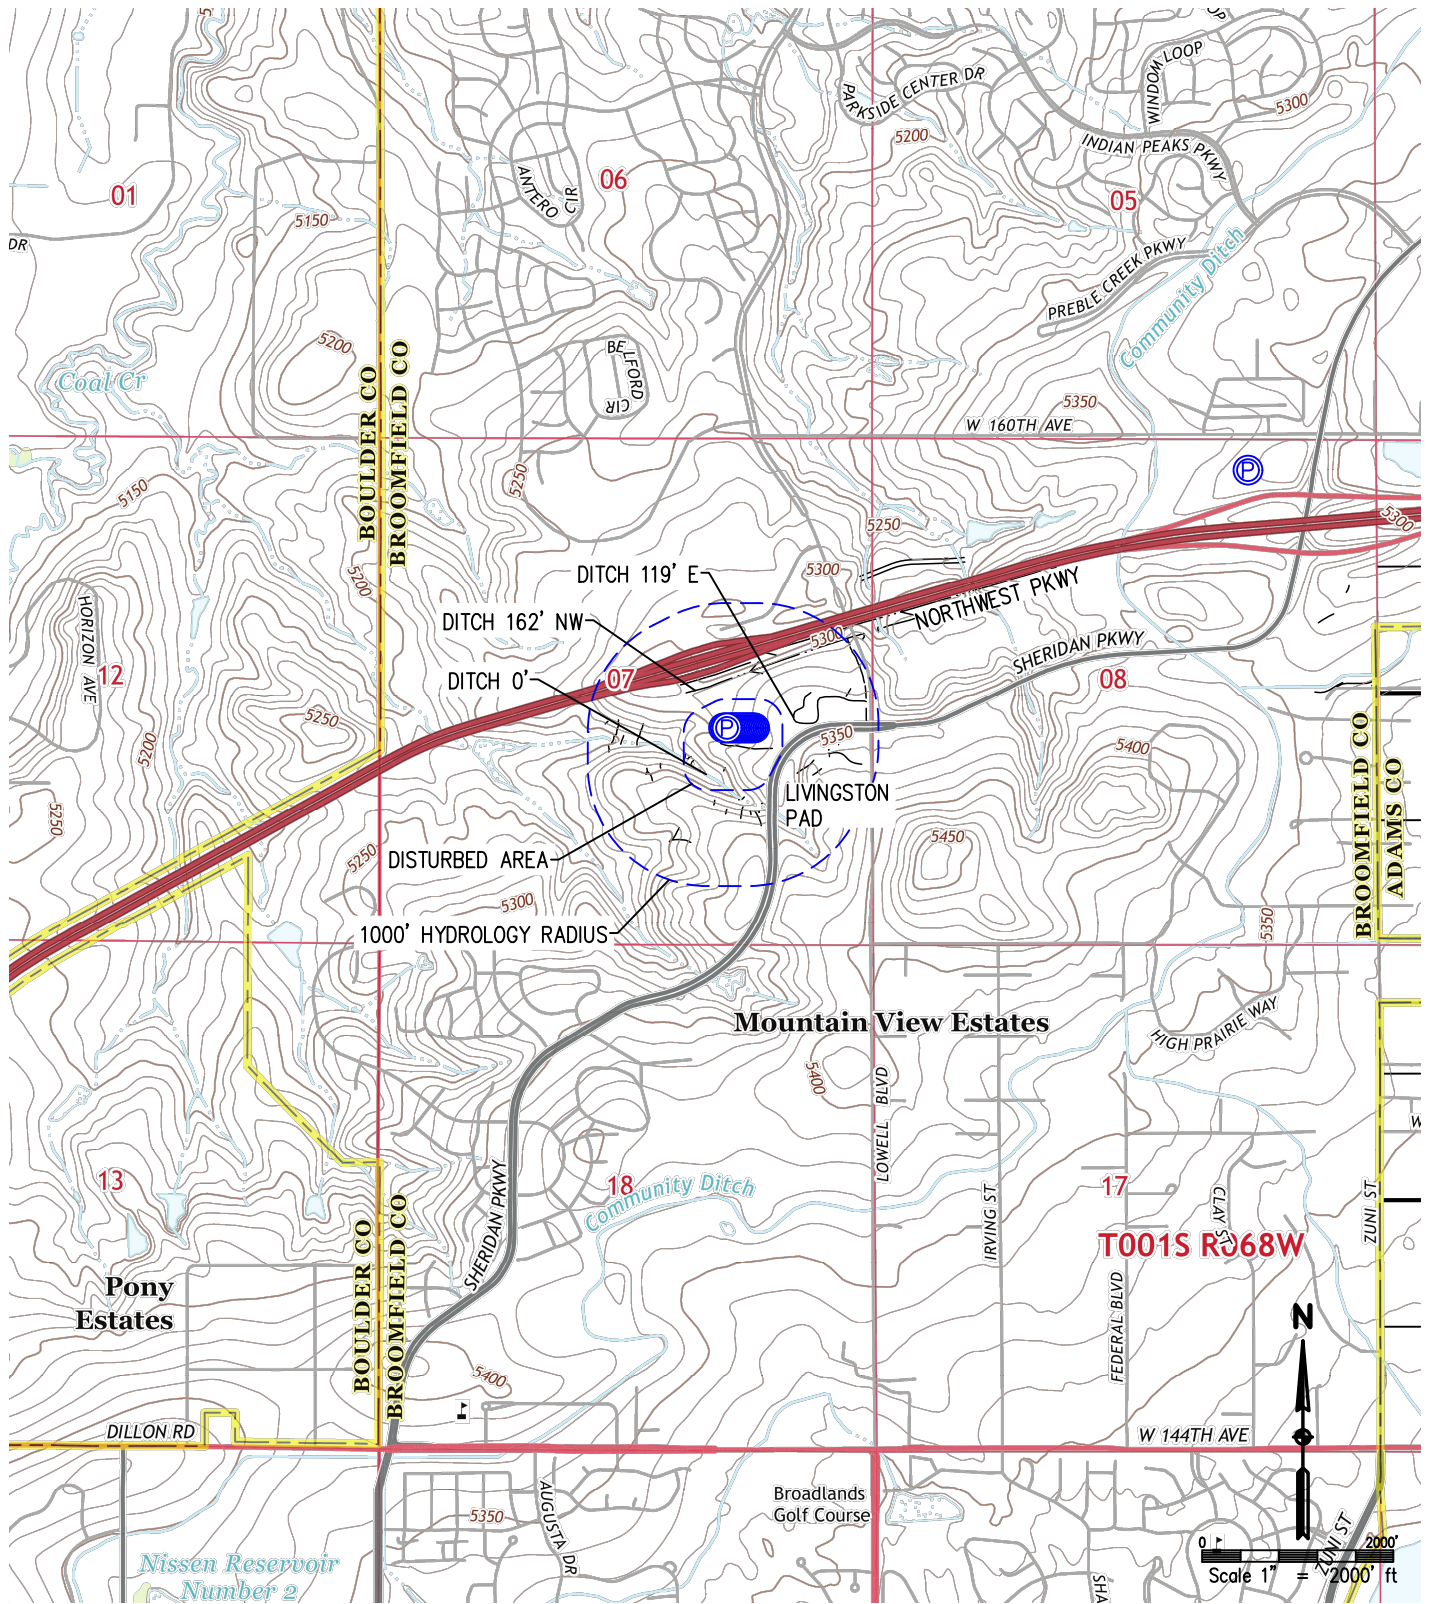 WINDOM LOOP
OP
PARKSIDE CENTER DR
5300
5200
INDIAN PEAKS PKWY
01
06
05
ANTERO
CIR
5150
DR
PREBLE CREEK PKWY
Community Ditch
5200
BELFORD
CIR
Coal Cr
BOULDER CO
BROOMFIELD CO
5350
W 160TH AVE
P
5150
5250
5250
5300
5200
5300
DITCH 119' E
NORTHWEST PKWY
DITCH 162' NW
5300
SHERIDAN PKWY
HORIZON AVE
12
DITCH 0'
07
08
5250
P
5350
5400
5200
BROOMFIELD CO
ADAMS CO
LIVINGSTON
PAD
5250
5450
5250
DISTURBED AREA
5300
5350
1000' HYDROLOGY RADIUS
Mountain View Estates
HIGH PRAIRIE WAY
5400
LOWELL BLVD
W
13
18
17
Community Ditch
SHERIDAN PKWY
IRVING ST
CLAY ST
ZUNI ST
T001S R068W
BOULDER CO
BROOMFIELD CO
Pony
Estates
FEDERAL BLVD
N
5400
DILLON RD
W 144TH AVE
Broadlands
Golf Course
5350
AUGUSTA DR
ZUNI ST
Nissen Reservoir
Number 2
SHA
0 2000'
Scale 1" = 2000' ft